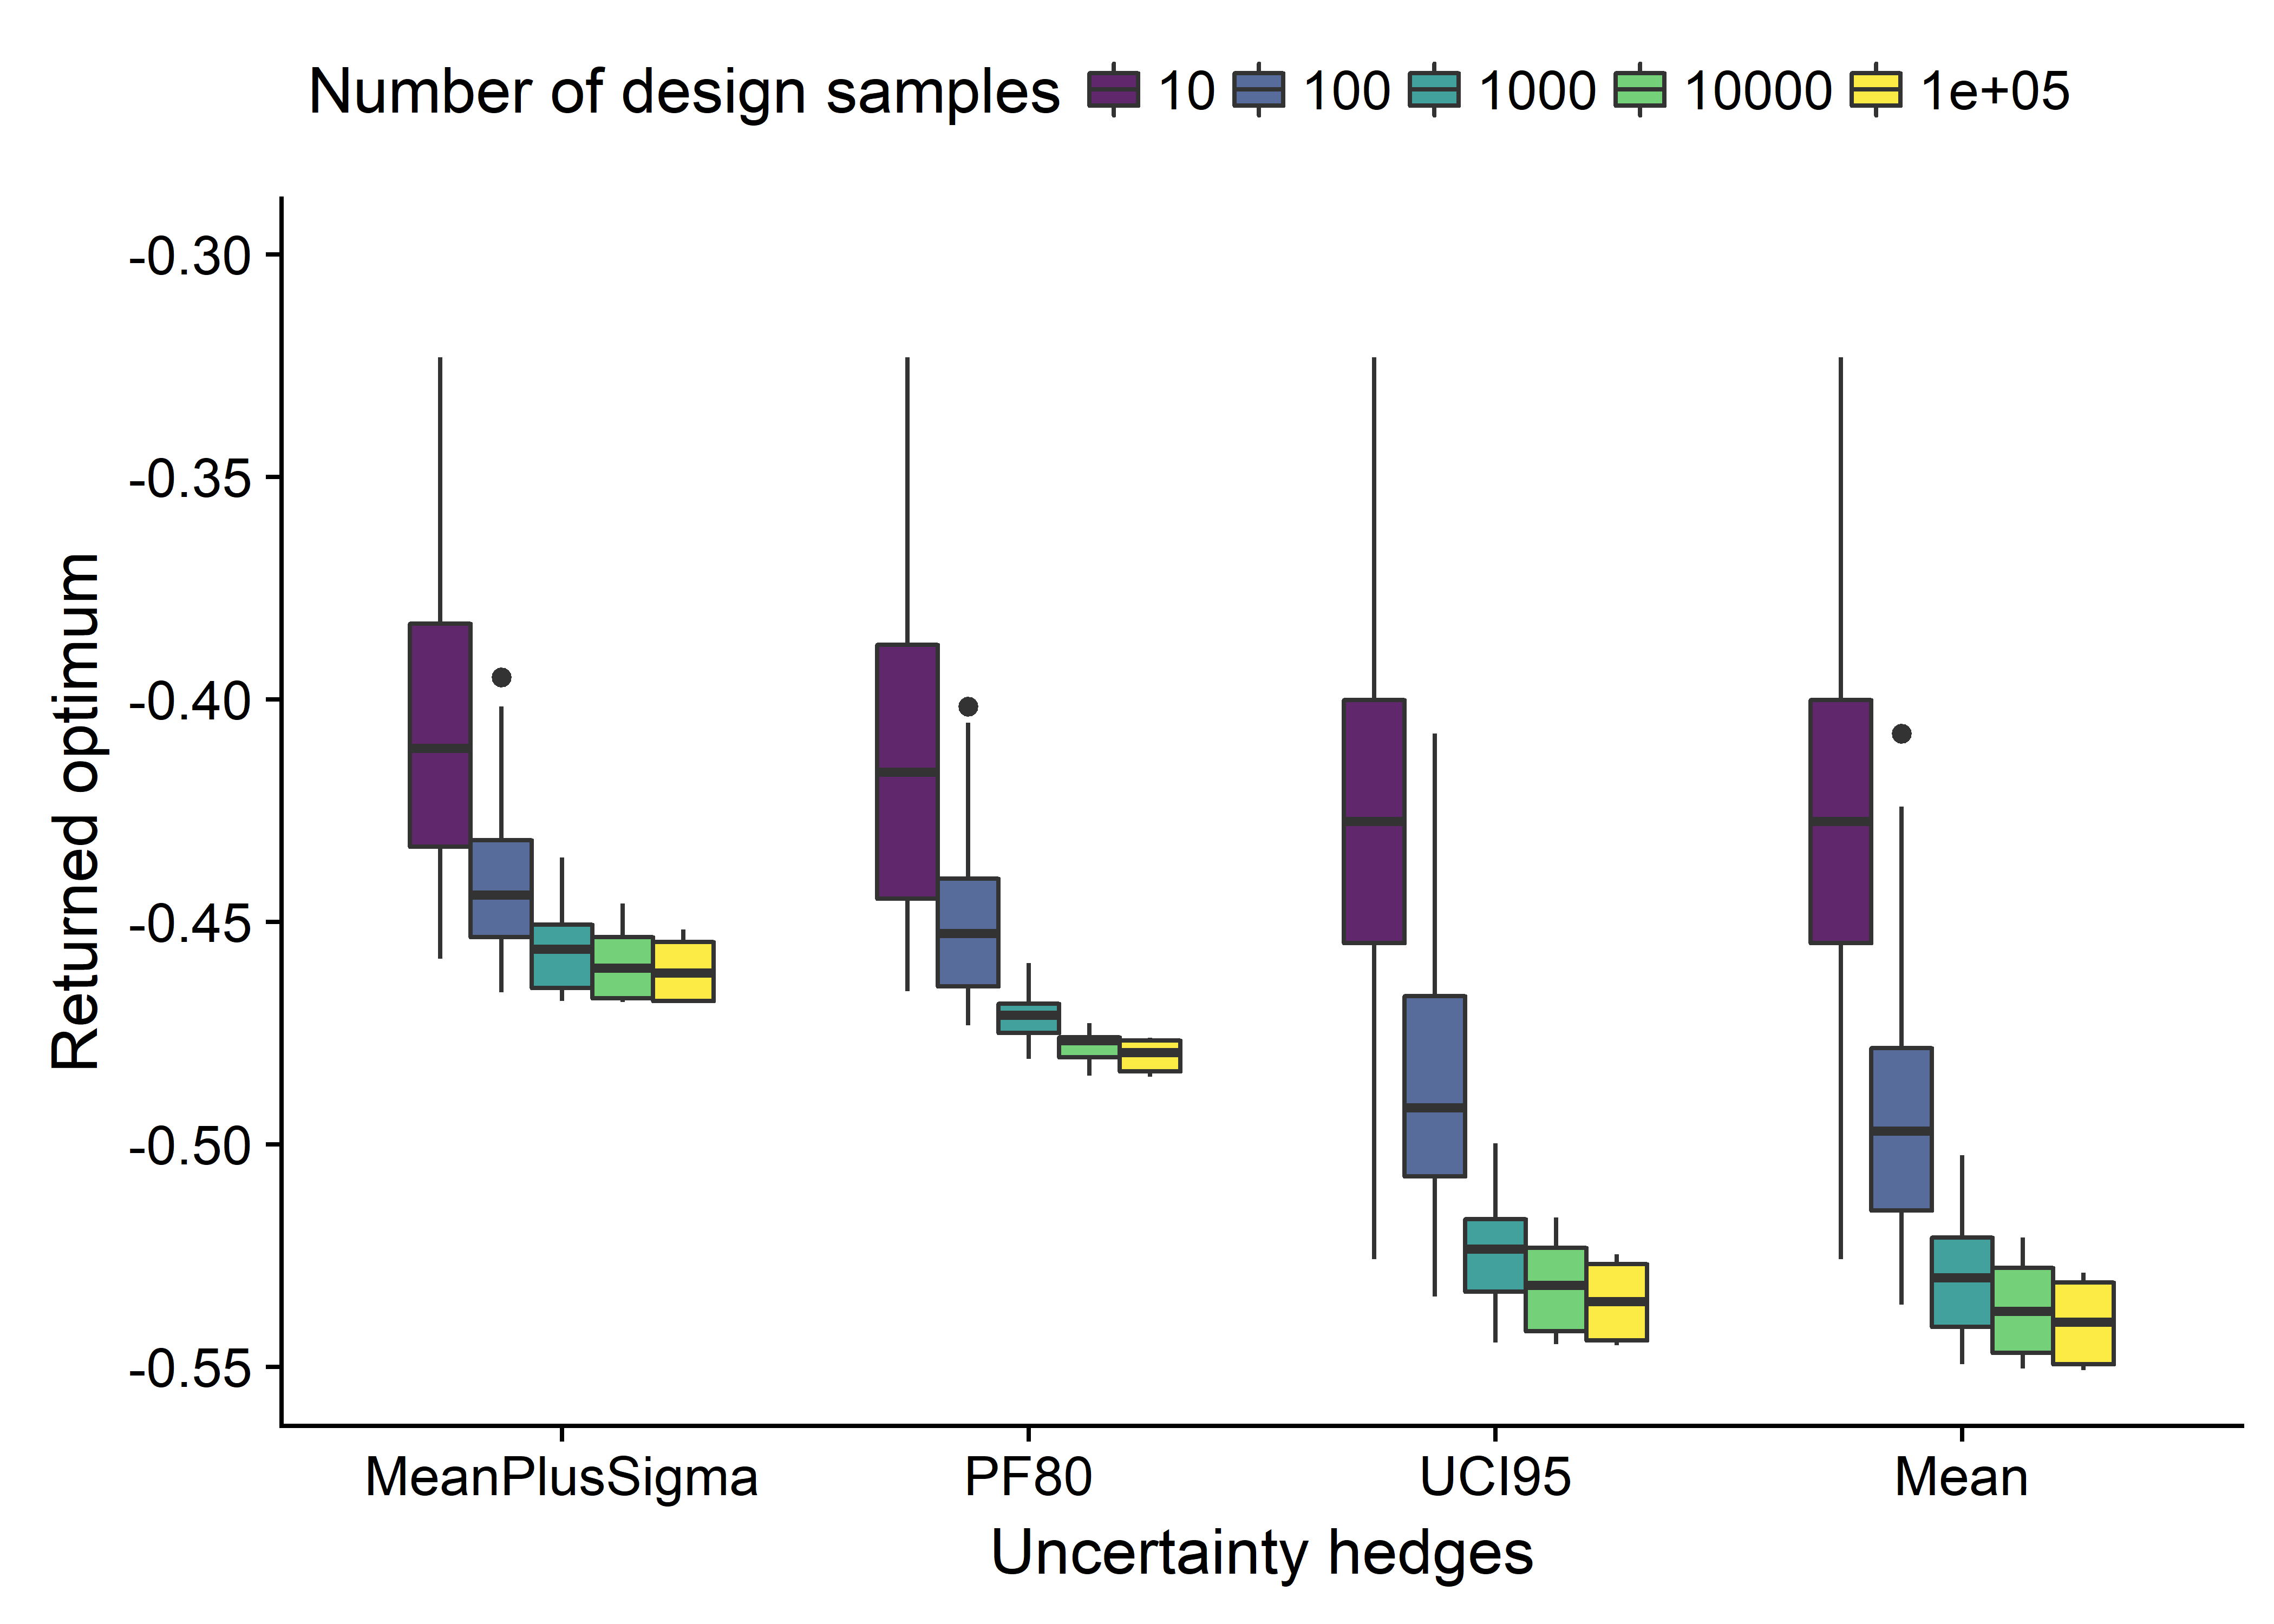 Number of design samples 10 100 1000 10000 1e+05
-0.30
-0.35
-0.40
-0.45
-0.50
-0.55
Returned optimum
MeanPlusSigma PF80 UCI95 Mean
Uncertainty hedges